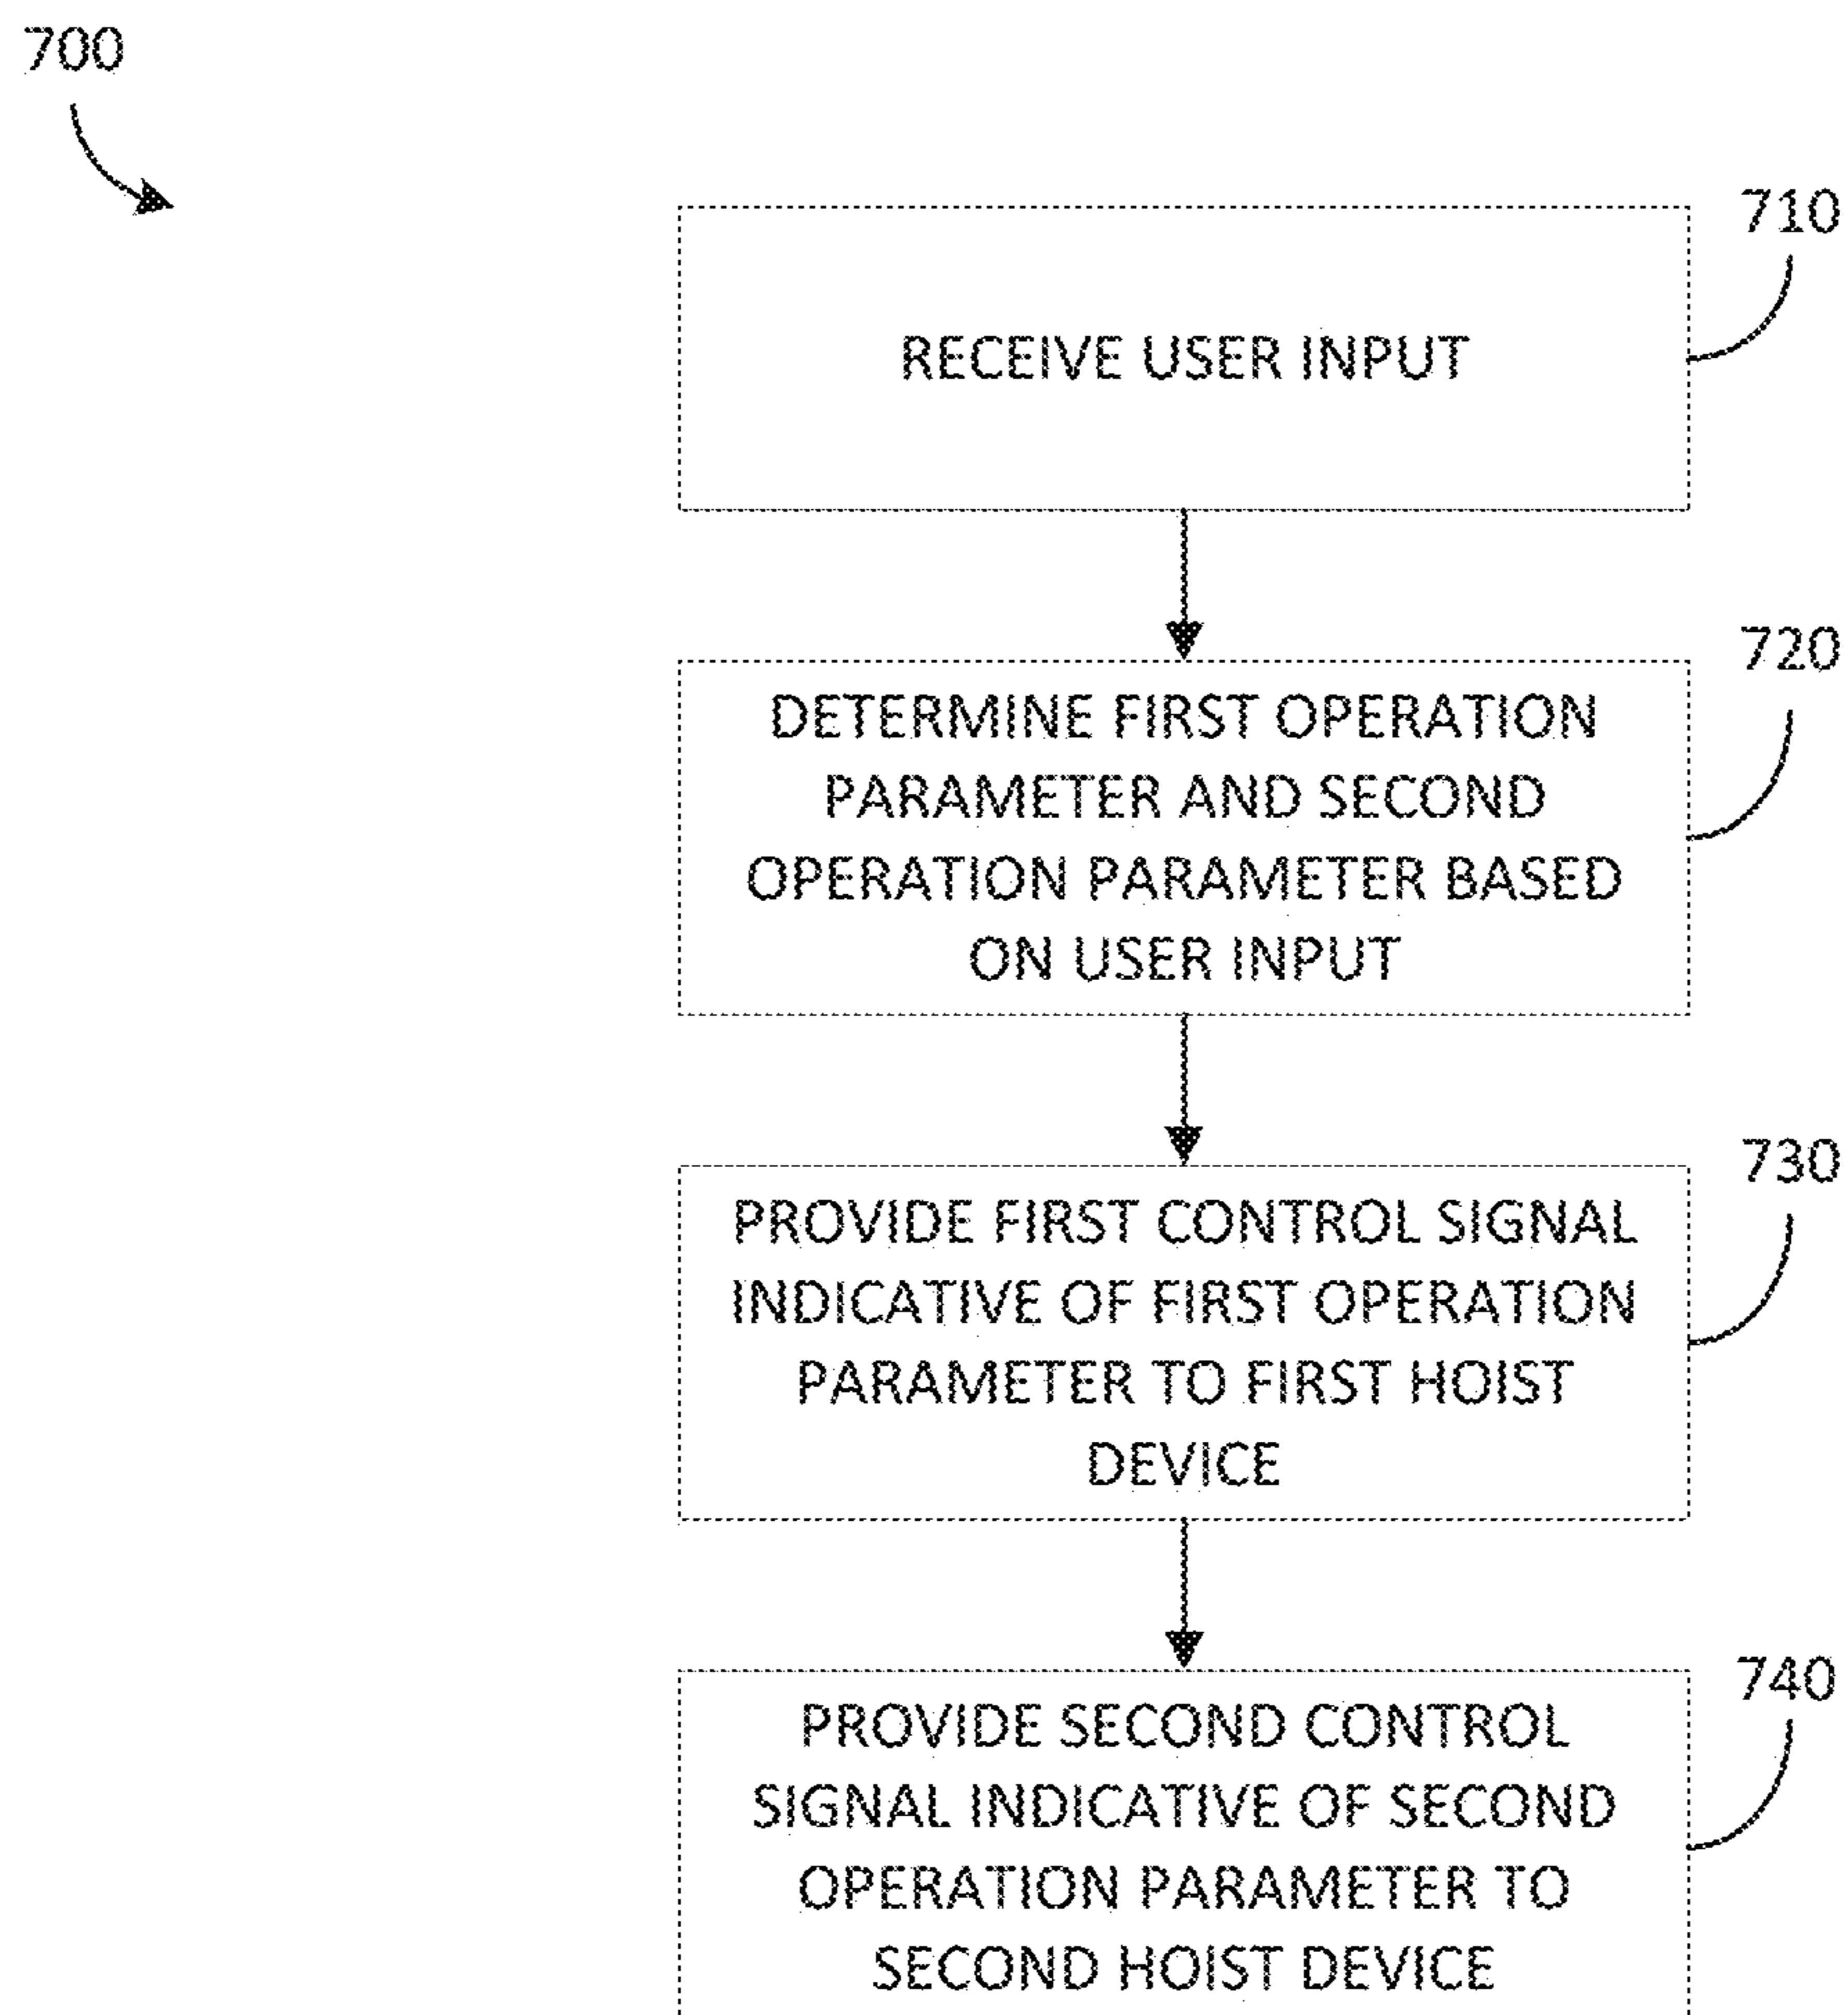 700
710
RECEIVE USER INPUT
720
DETERMINE FIRST OPERATION
PARAMETER AND SECOND
OPERATION PARAMETER BASED
ON USER INPUT
730
PROVIDE FIRST CONTROL SIGNAL
INDICATIVE OF FIRST OPERATION
PARAMETER TO FIRST HOIST
DEVICE
740
PROVIDE SECOND CONTROL
SIGNAL INDICATIVE OF SECOND
OPERATION PARAMETER TO
SECOND HOIST DEVICE